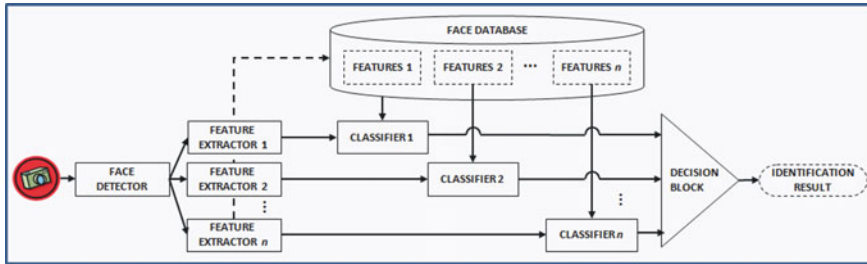 FACE DATABASE
FEATURES 1
FEATURES 2
...
FEATURES n
FEATURE
EXTRACTOR 1
CLASSIFIER 1
FACE
DETECTOR
FEATURE
EXTRACTOR 2
CLASSIFIER 2
DECISION
BLOCK
IDENTIFICATION
RESULT
...
...
FEATURE
EXTRACTOR n
CLASSIFIER n